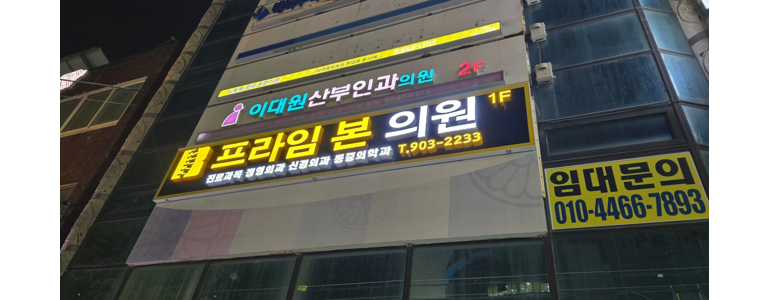 이대원산부인과의원 2F
프라임 본 의원 1F
진료과목 정형외과 신경외과 통증의학과 T.903-2233
임대문의
010-4466-7893